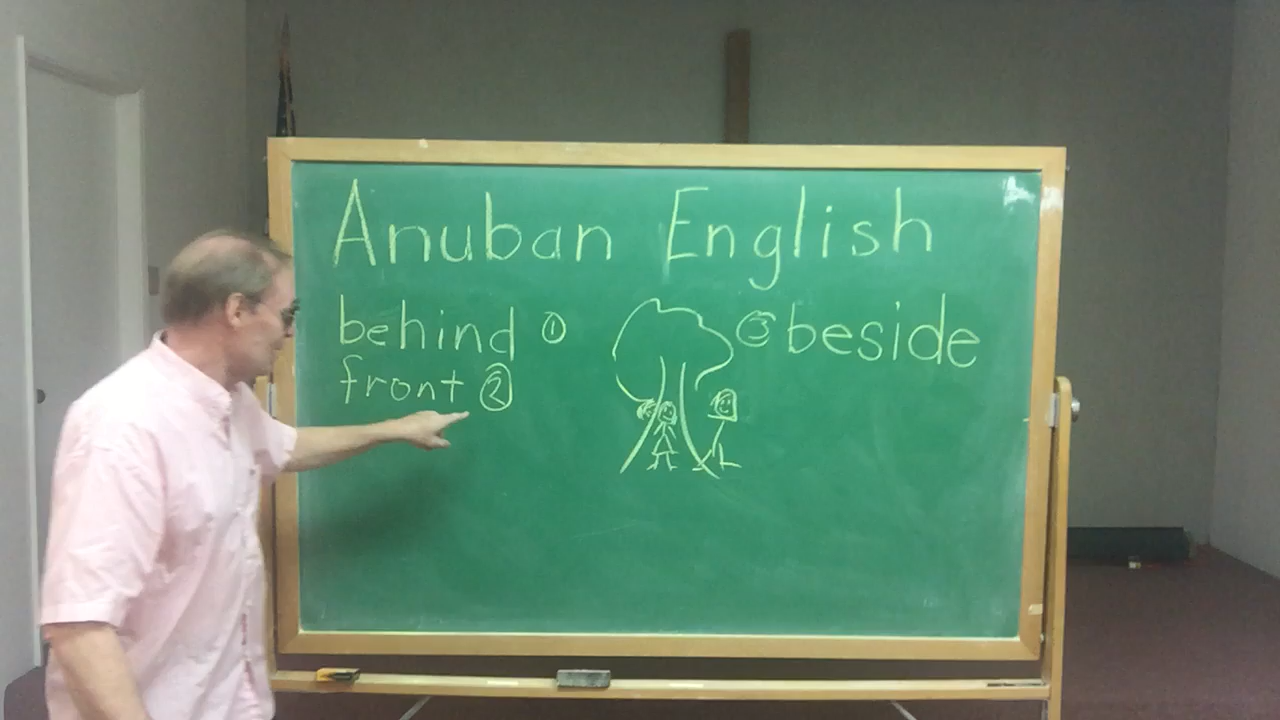 Anuban English
behind ①
front ②
③ beside